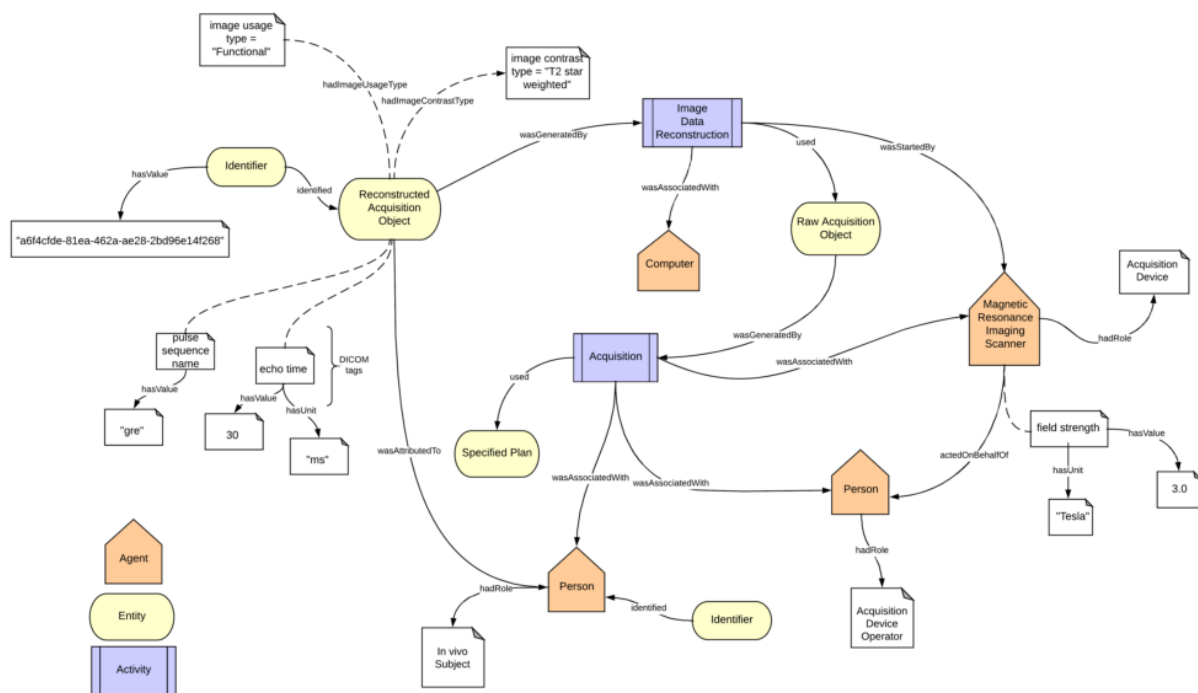 image usage
type =
"Functional"
image contrast
type = "T2 star
weighted"
hadImageUsageType
hadImageContrastType
Image
Data
Reconstruction
wasGeneratedBy
used
wasStartedBy
Identifier
hasValue
identified
Reconstructed
Acquisition
Object
wasAssociatedWith
Raw Acquisition
Object
"a6f4cfde-81ea-462a-ae28-2bd96e14f268"
Computer
Acquisition
Device
Magnetic
Resonance
Imaging
Scanner
hadRole
pulse
sequence
name
echo time
DICOM
tags
wasGeneratedBy
Acquisition
wasAssociatedWith
used
hasValue
hasValue
hasUnit
"gre"
30
"ms"
wasAttributedTo
Specified Plan
field strength
hasValue
hasUnit
actedOnBehalfOf
wasAssociatedWith
wasAssociatedWith
Person
"Tesla"
3.0
Agent
hadRole
Person
hadRole
identified
Identifier
Entity
Acquisition
Device
Operator
In vivo
Subject
Activity